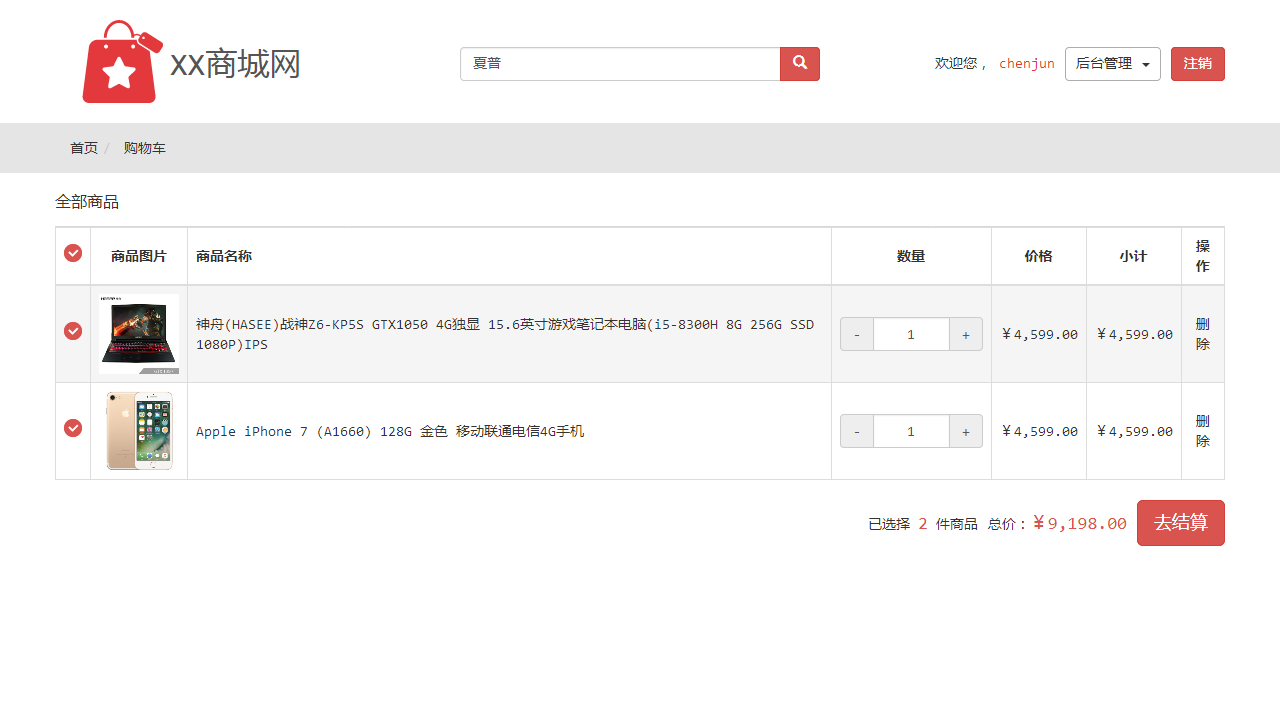 xx商城网
夏普
欢迎您， chenjun 后台管理 注销
首页 / 购物车
全部商品
商品图片 商品名称 数量 价格 小计 操作
神舟(HASEE)战神Z6-KP5S GTX1050 4G独显 15.6英寸游戏笔记本电脑(i5-8300H 8G 256G SSD
1080P)IPS
- 1 + ￥4,599.00 ￥4,599.00 删除
Apple iPhone 7 (A1660) 128G 金色 移动联通电信4G手机
- 1 + ￥4,599.00 ￥4,599.00 删除
已选择 2 件商品 总价：￥9,198.00 去结算